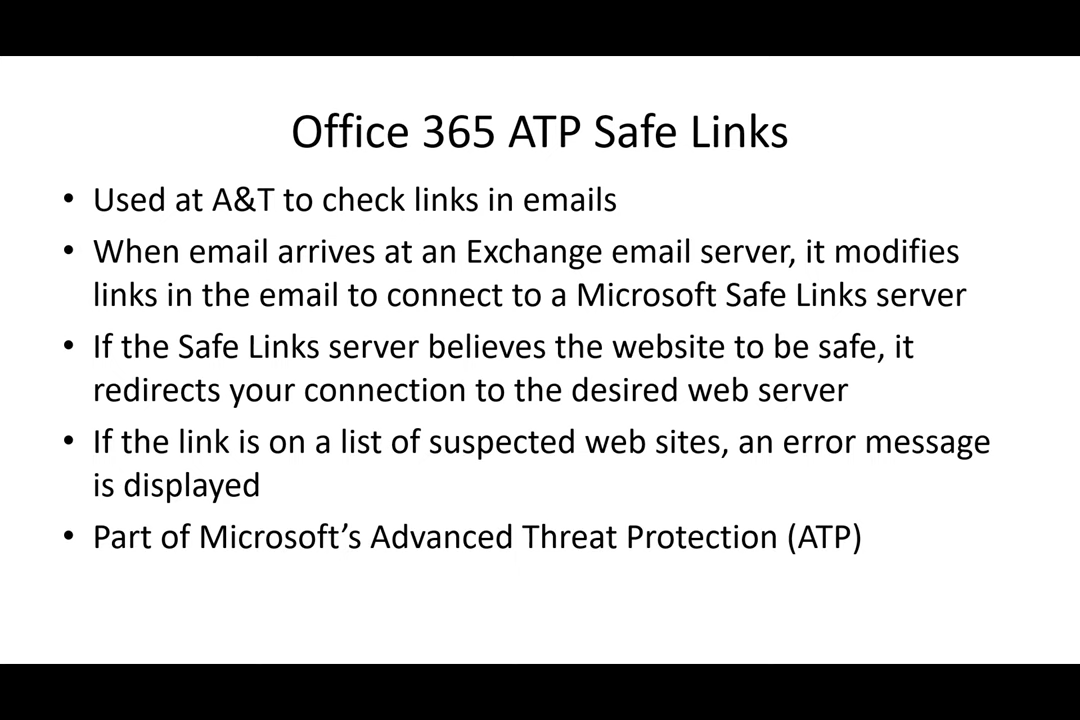 Office 365 ATP Safe Links
• Used at A&T to check links in emails
• When email arrives at an Exchange email server, it modifies
links in the email to connect to a Microsoft Safe Links server
• If the Safe Links server believes the website to be safe, it
redirects your connection to the desired web server
• If the link is on a list of suspected web sites, an error message
is displayed
• Part of Microsoft’s Advanced Threat Protection (ATP)